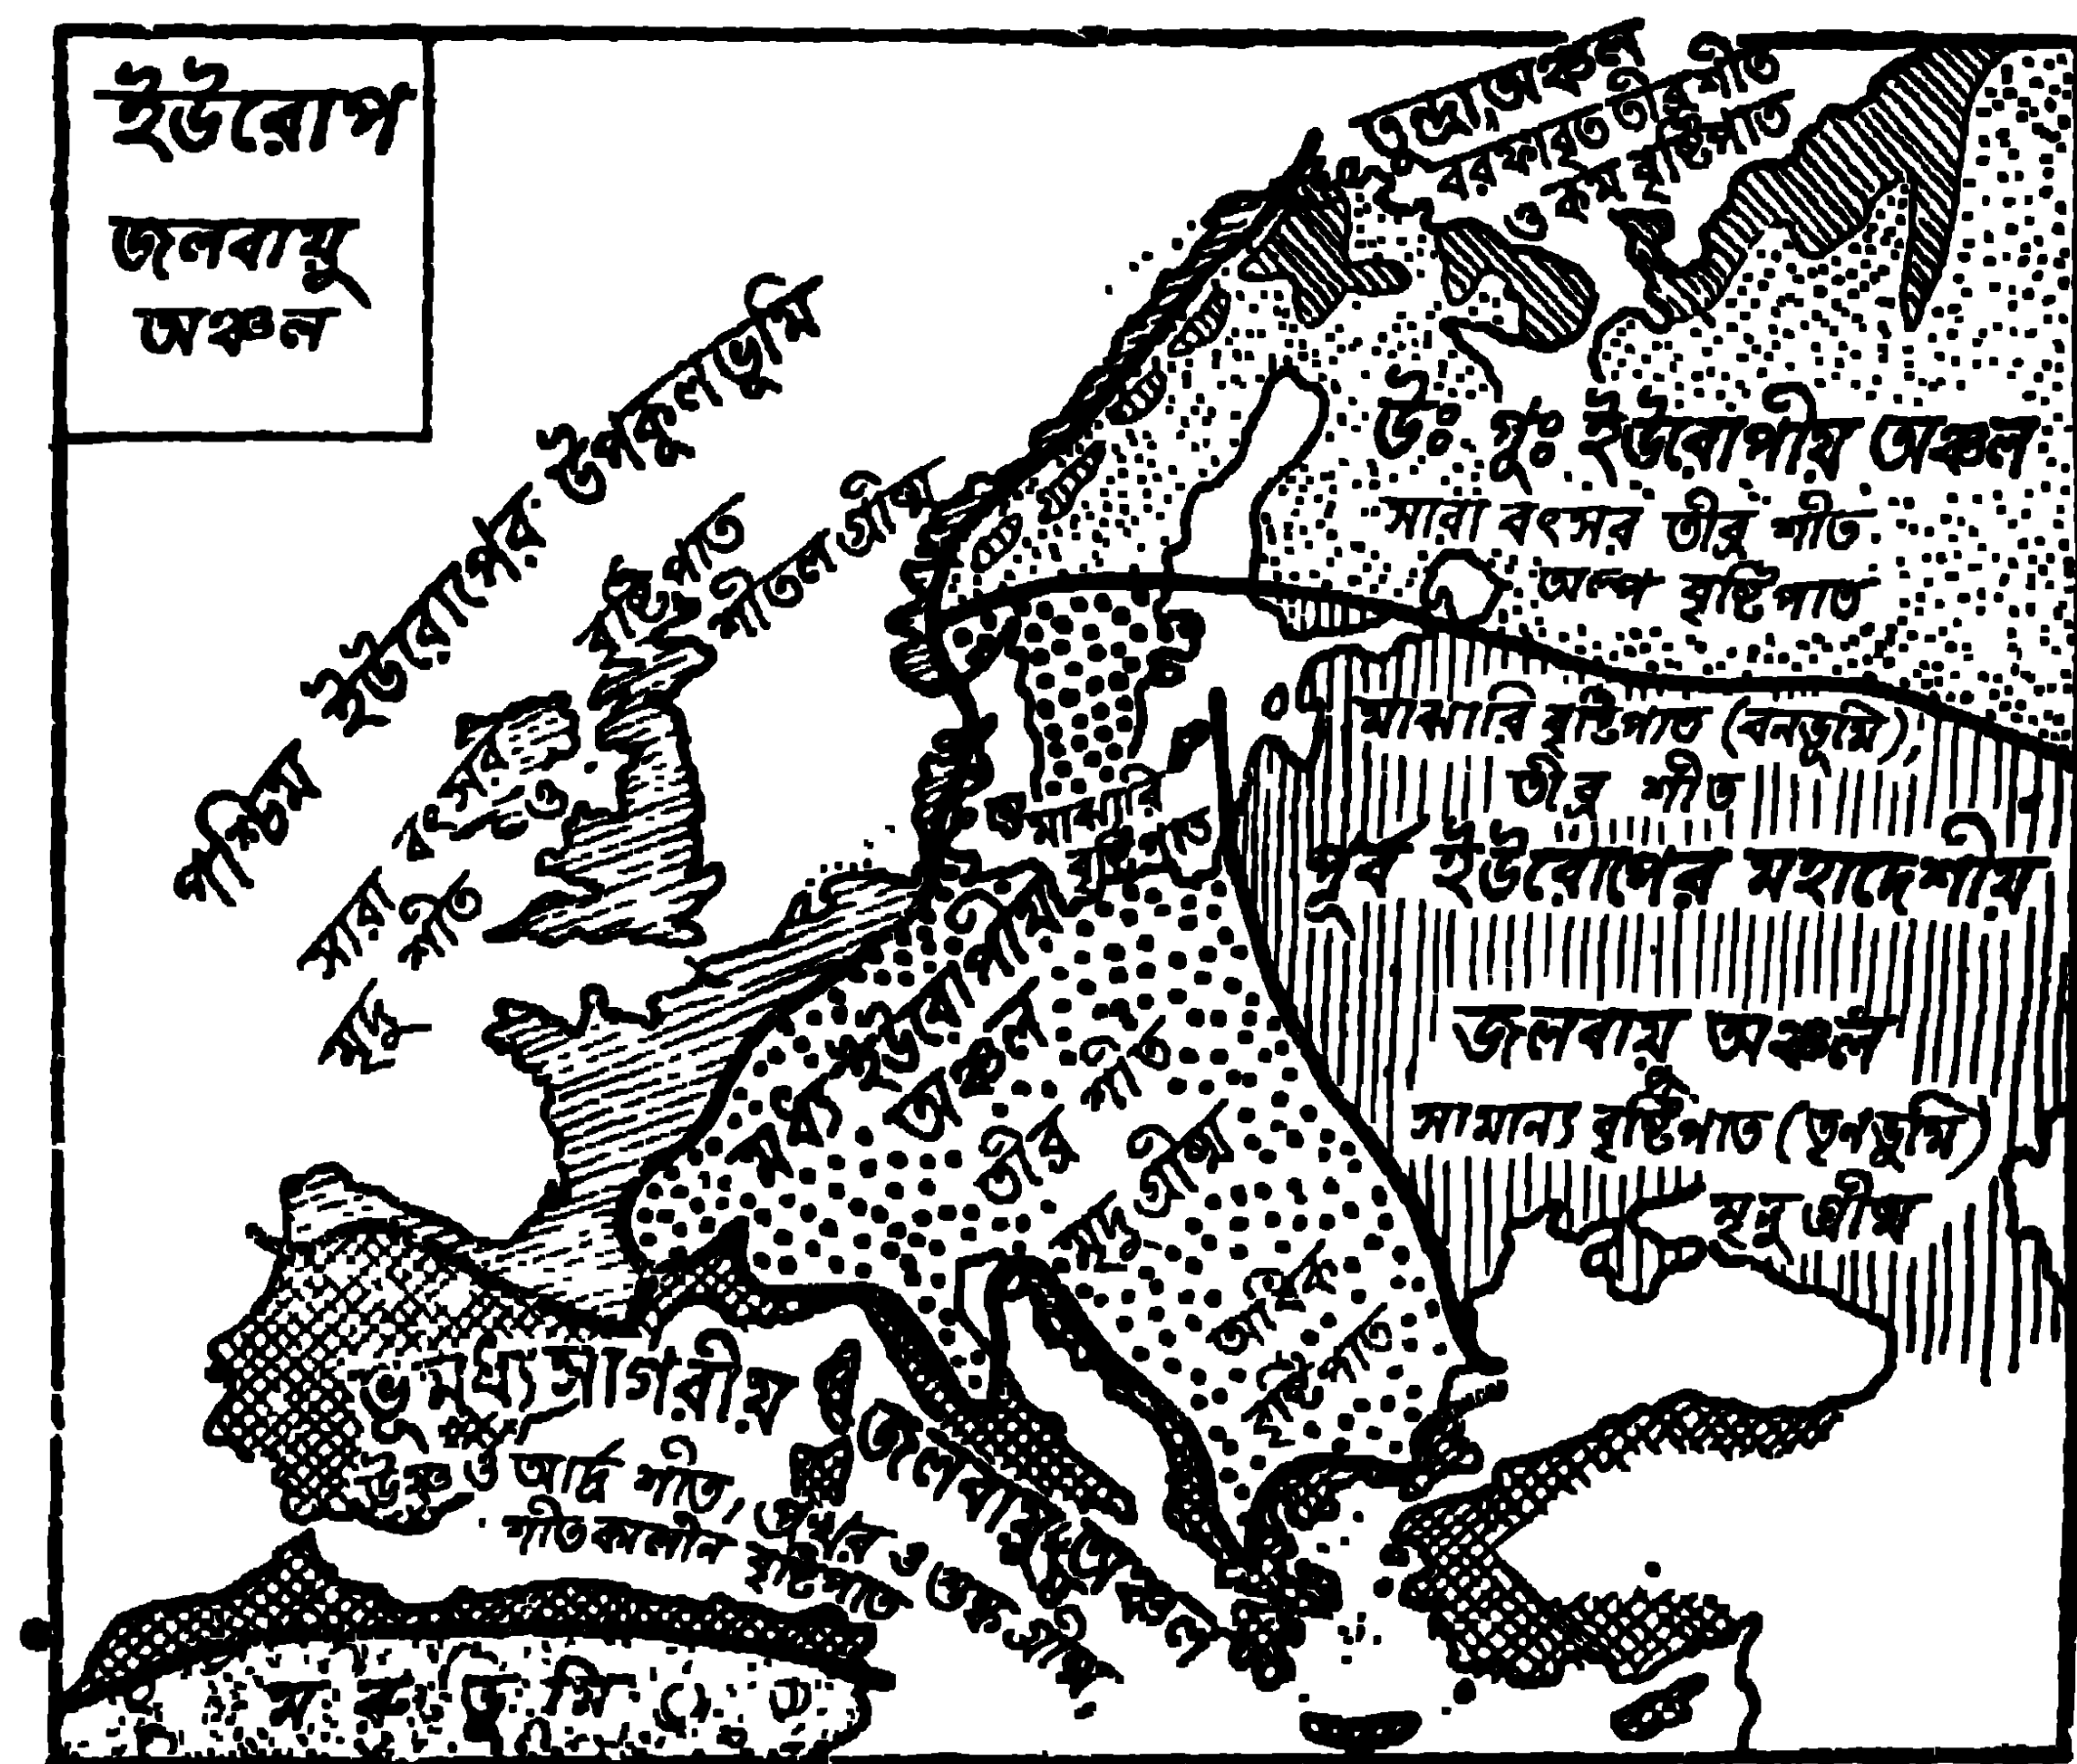 ইউরোপ
জলবায়ু
অঞ্চল
তুন্দ্রা অঞ্চল
বরফাবৃত তীব্র শীত
ও কম বৃষ্টিপাত
পশ্চিম ইউরোপের উপকূলভূমি
সারা বৎসর বৃষ্টিপাত
মৃদু শীত ও শীতল গ্রীষ্ম
উঃ পূঃ ইউরোপীয় অঞ্চল
সারা বৎসর তীব্র শীত
অল্প বৃষ্টিপাত
মাঝারি বৃষ্টিপাত (বনভূমি)
তীব্র শীত
পূর্ব ইউরোপের মহাদেশীয়
জলবায়ু অঞ্চল
সামান্য বৃষ্টিপাত (তৃণভূমি)
মৃদু গ্রীষ্ম
মাঝারি
বৃষ্টিপাত
মধ্য ইউরোপীয়
অঞ্চল
তীব্র শীত
মৃদু গ্রীষ্ম
বৃষ্টিপাত
ভূমধ্যসাগরীয় জলবায়ু অঞ্চল
উষ্ণ ও আর্দ্র শীত, প্রখর ও শুষ্ক গ্রীষ্ম
শীতকালীন বৃষ্টিপাত
মরুভূমি